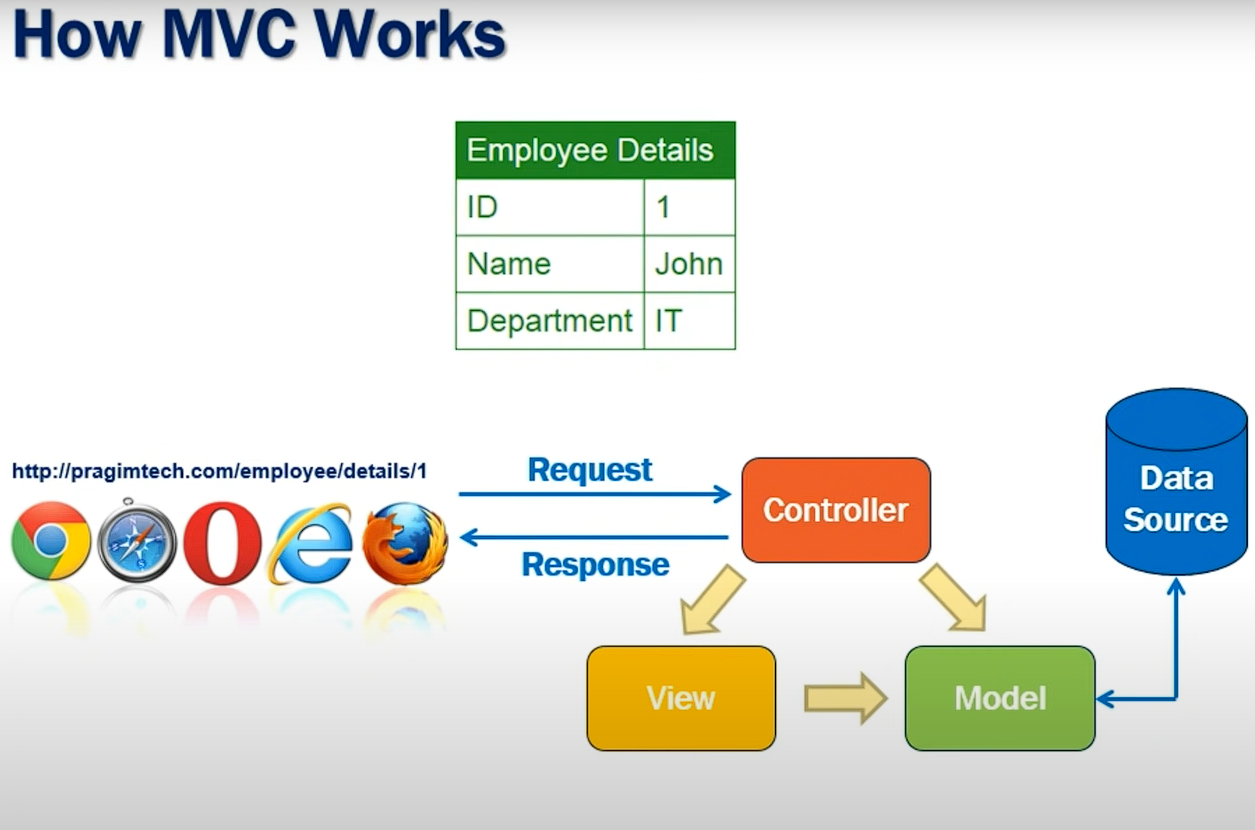 How MVC Works
Employee Details
ID 1
Name John
Department IT
http://pragimtech.com/employee/details/1
Request
Response
Controller
Data
Source
View
Model